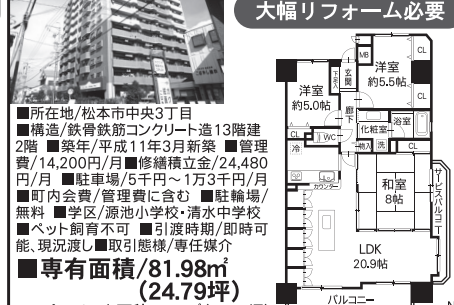 大幅リフォーム必要
■所在地/松本市中央3丁目
■構造/鉄骨鉄筋コンクリート造13階建
2階 ■築年/平成11年3月新築 ■管理
費/14,200円/月■修繕積立金/24,480
円/月 ■駐車場/5千円〜1万3千円/月
■町内会費/管理費に含む ■駐輪場/
無料 ■学区/源池小学校・清水中学校
■ペット飼育不可 ■引渡時期/即時可
能、現況渡し■取引態様/専任媒介
■専有面積/81.98㎡
(24.79坪)
MB
玄関
下足入
洋室
約5.5帖
CL
CL
洋室
約5.0帖
廊下
化粧室
浴室
CL
WC
物入
洗
CL
冷
カウンター
和室
8帖
サービスバルコニー
LDK
20.9帖
バルコニー